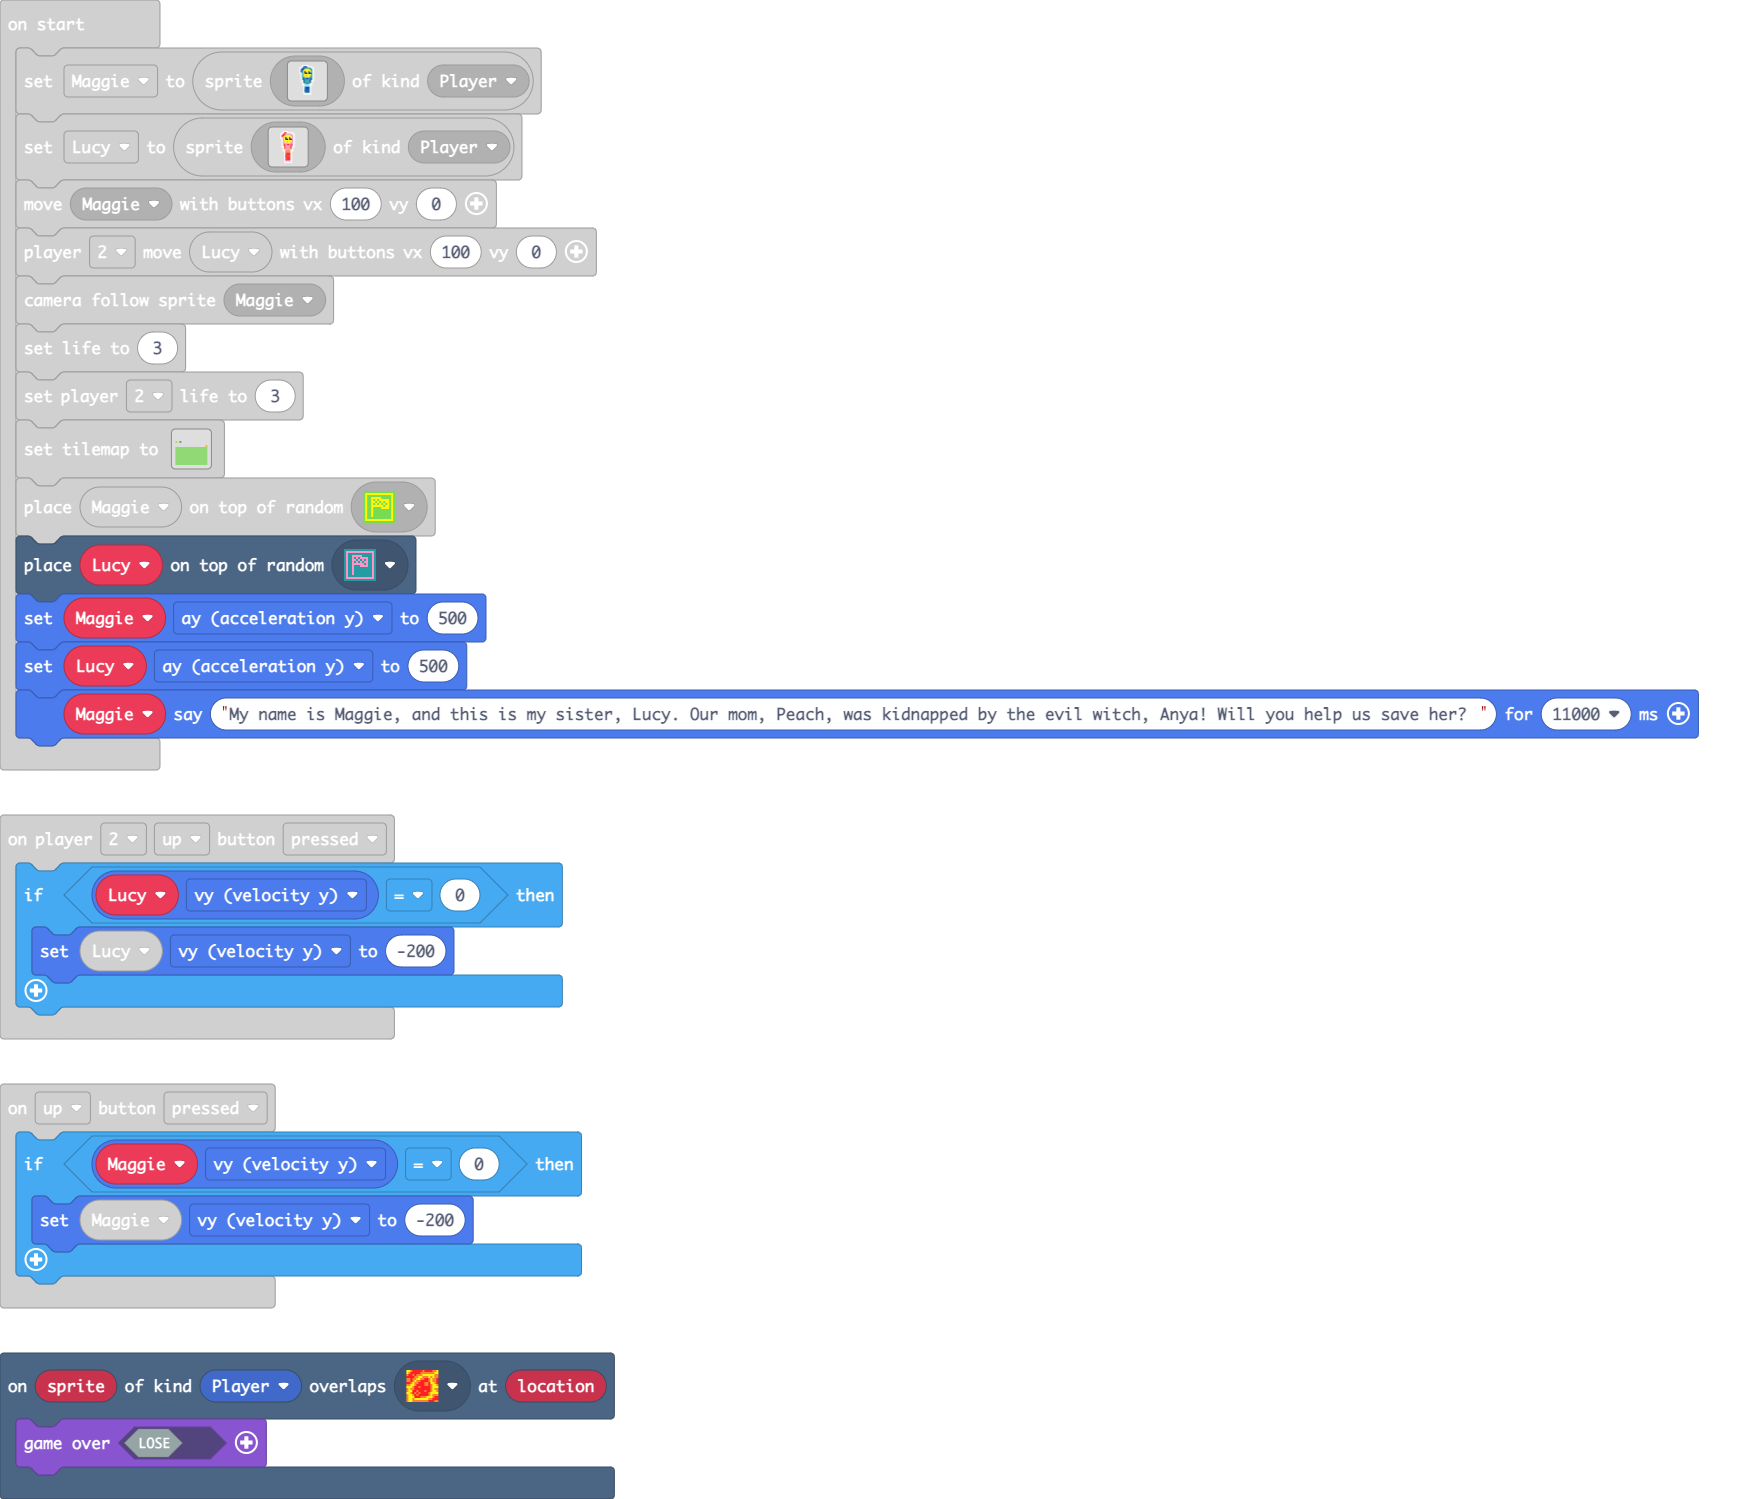 on start
set Maggie to sprite of kind Player
set Lucy to sprite of kind Player
move Maggie with buttons vx 100 vy 0
player 2 move Lucy with buttons vx 100 vy 0
camera follow sprite Maggie
set life to 3
set player 2 life to 3
set tilemap to
place Maggie on top of random
place Lucy on top of random
set Maggie ay (acceleration y) to 500
set Lucy ay (acceleration y) to 500
Maggie say "My name is Maggie, and this is my sister, Lucy. Our mom, Peach, was kidnapped by the evil witch, Anya! Will you help us save her? " for 11000 ms
on player 2 up button pressed
if Lucy vy (velocity y) = 0 then
set Lucy vy (velocity y) to -200
on up button pressed
if Maggie vy (velocity y) = 0 then
set Maggie vy (velocity y) to -200
on sprite of kind Player overlaps at location
game over LOSE